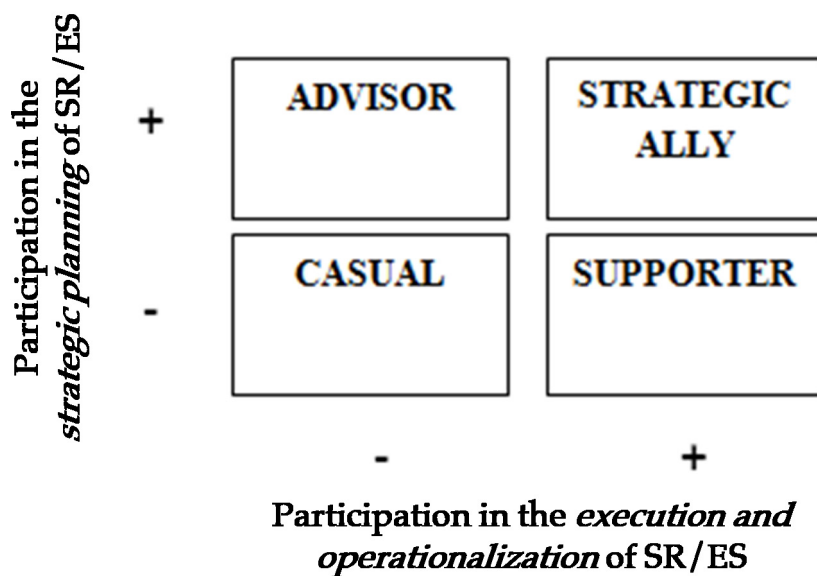 Participation in the
strategic planning of SR/ES
+
ADVISOR
STRATEGIC
ALLY
-
CASUAL
SUPPORTER
-
+
Participation in the execution and
operationalization of SR/ES